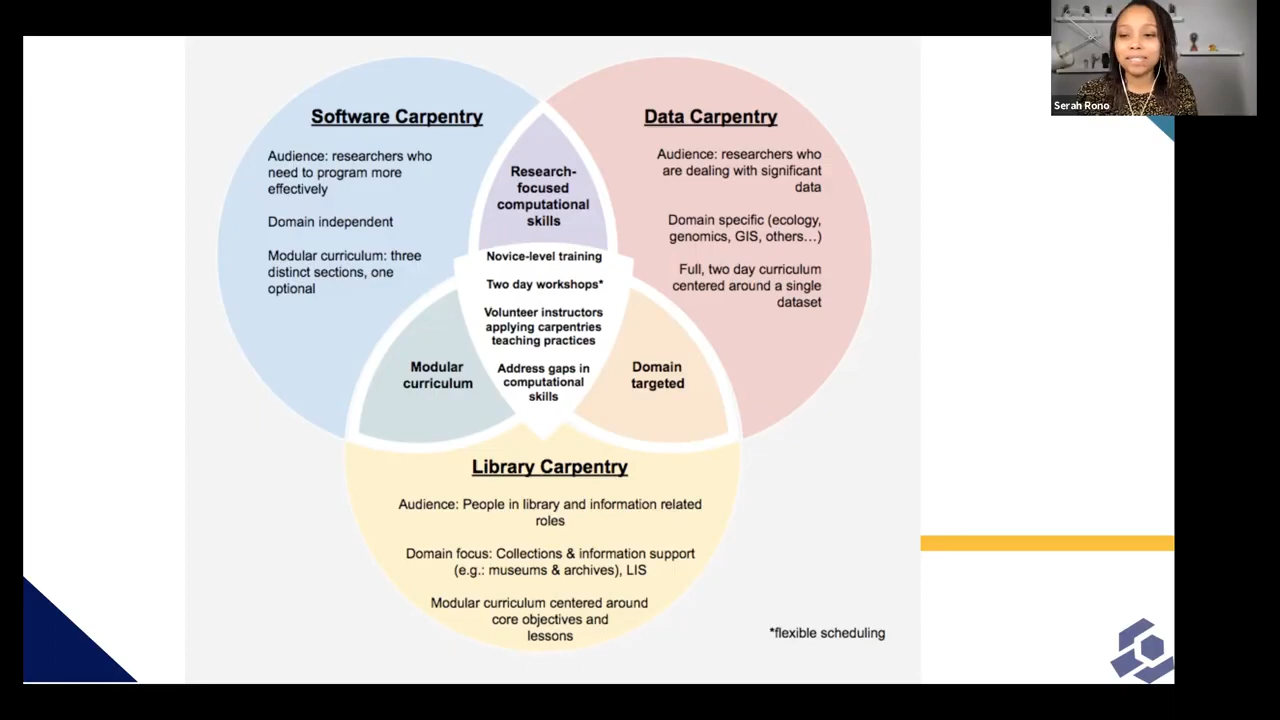 Serah Rono
Software Carpentry
Audience: researchers who
need to program more
effectively
Domain independent
Modular curriculum: three
distinct sections, one
optional
Data Carpentry
Audience: researchers who
are dealing with significant
data
Domain specific (ecology,
genomics, GIS, others...)
Full, two day curriculum
centered around a single
dataset
Research-
focused
computational
skills
Novice-level training
Two day workshops*
Volunteer instructors
applying carpentries
teaching practices
Address gaps in
computational
skills
Modular
curriculum
Domain
targeted
Library Carpentry
Audience: People in library and information related
roles
Domain focus: Collections & information support
(e.g.: museums & archives), LIS
Modular curriculum centered around
core objectives and
lessons
*flexible scheduling